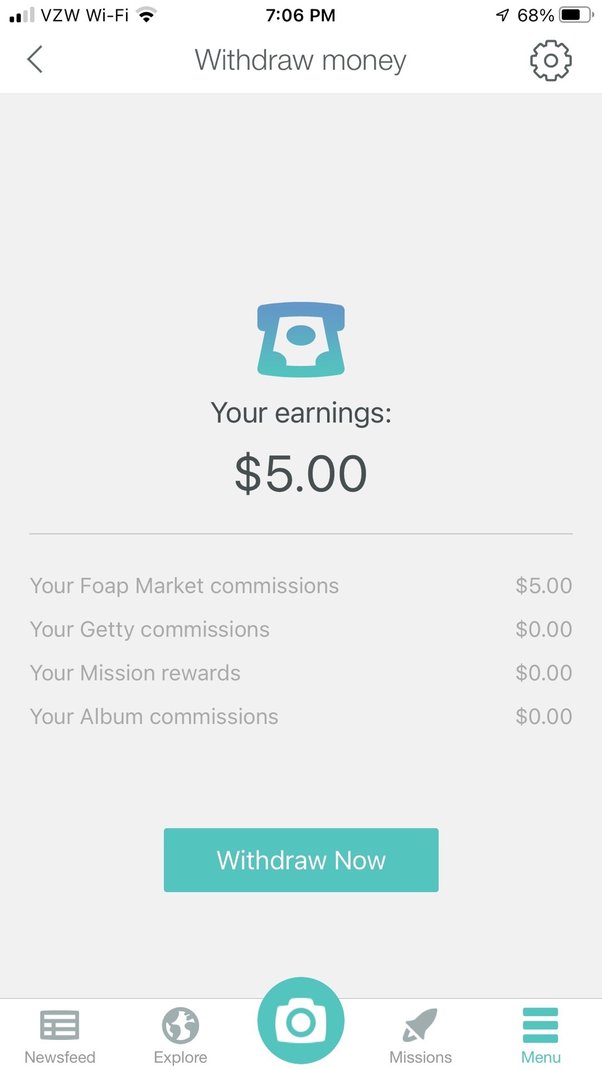 VZW Wi-Fi 7:06 PM 68%
Withdraw money
Your earnings:
$5.00
Your Foap Market commissions $5.00
Your Getty commissions $0.00
Your Mission rewards $0.00
Your Album commissions $0.00
Withdraw Now
Newsfeed Explore Missions Menu